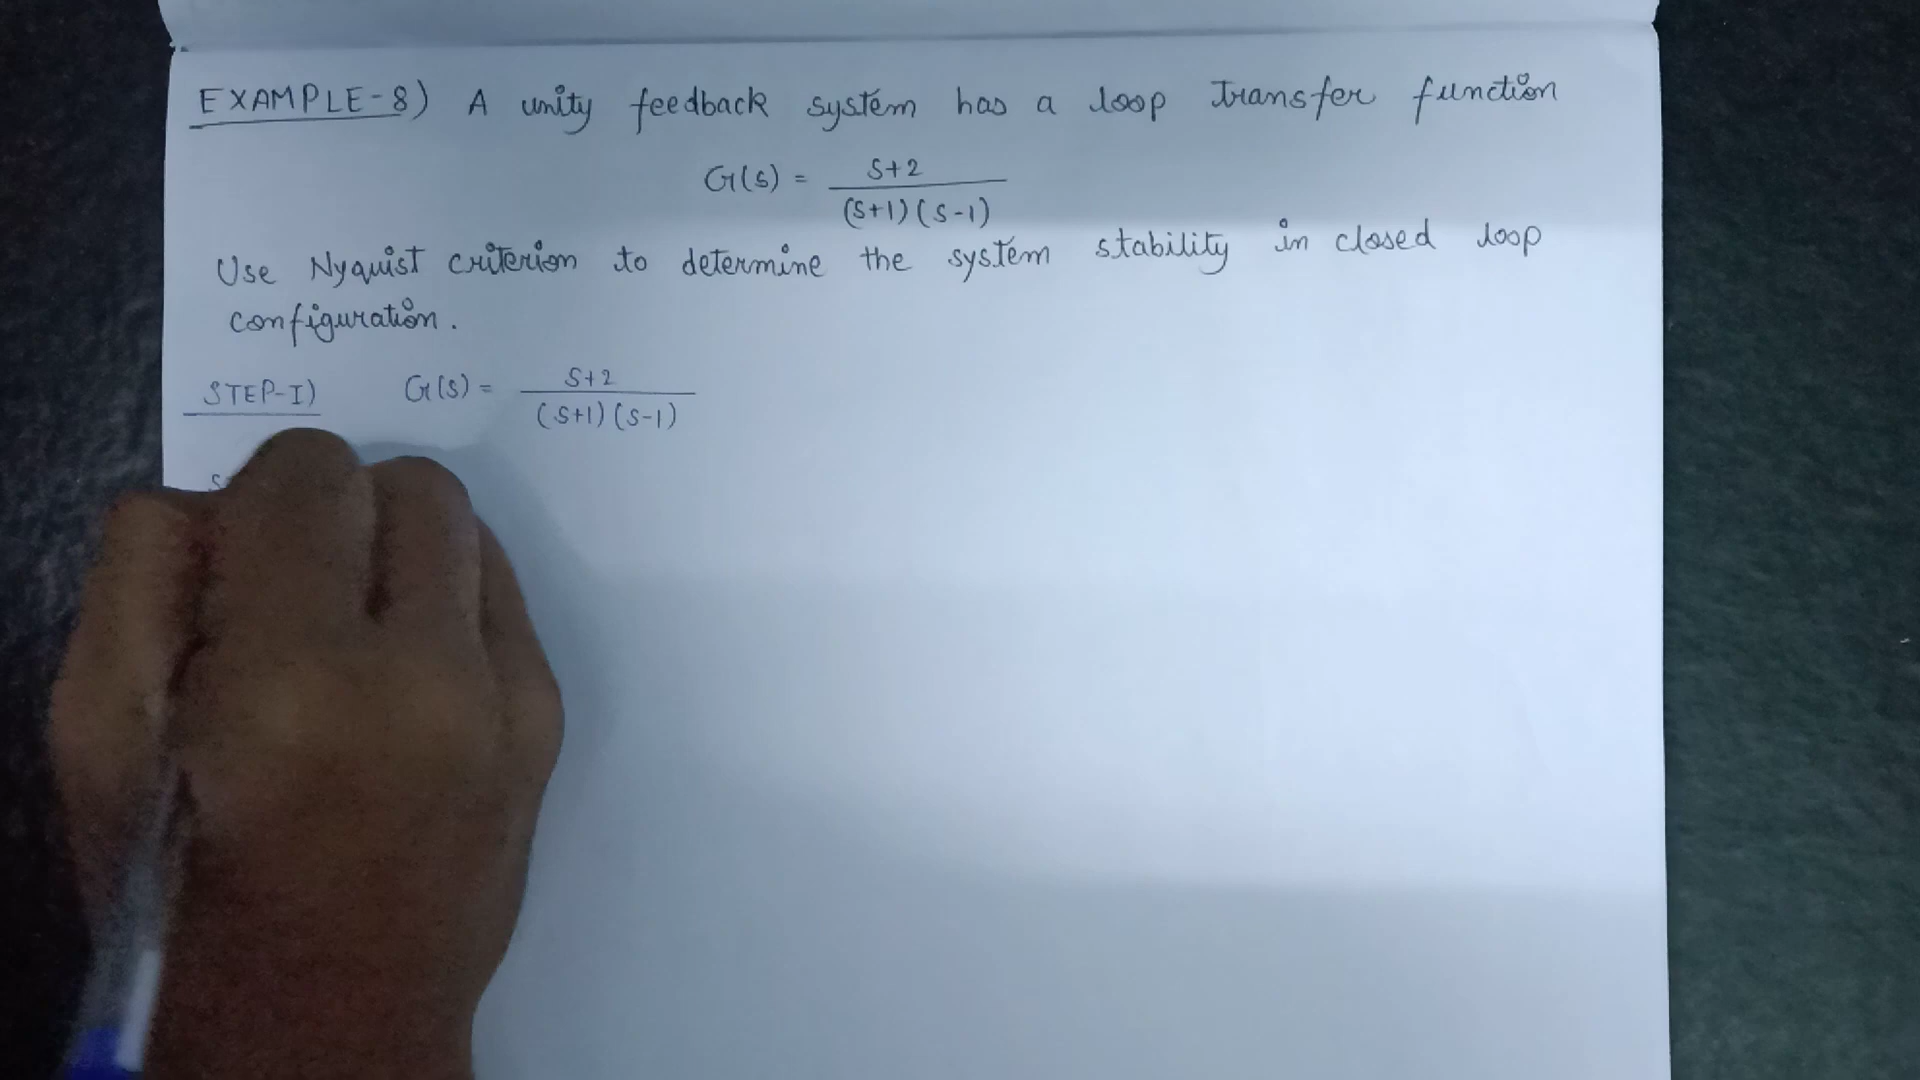 EXAMPLE-8) A unity feedback system has a loop transfer function
G(s) = s+2 / (s+1)(s-1)
Use Nyquist criterion to determine the system stability in closed loop
configuration.
STEP-I) G(s) = s+2 / (s+1)(s-1)